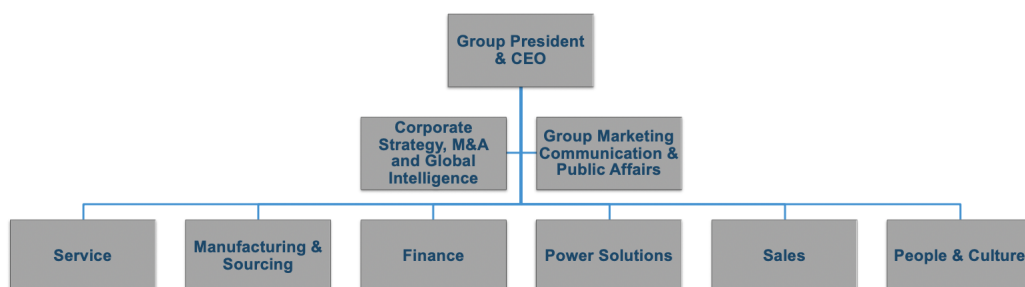 Group President
& CEO
Corporate
Strategy, M&A
and Global
Intelligence
Group Marketing
Communication &
Public Affairs
Service
Manufacturing &
Sourcing
Finance
Power Solutions
Sales
People & Culture